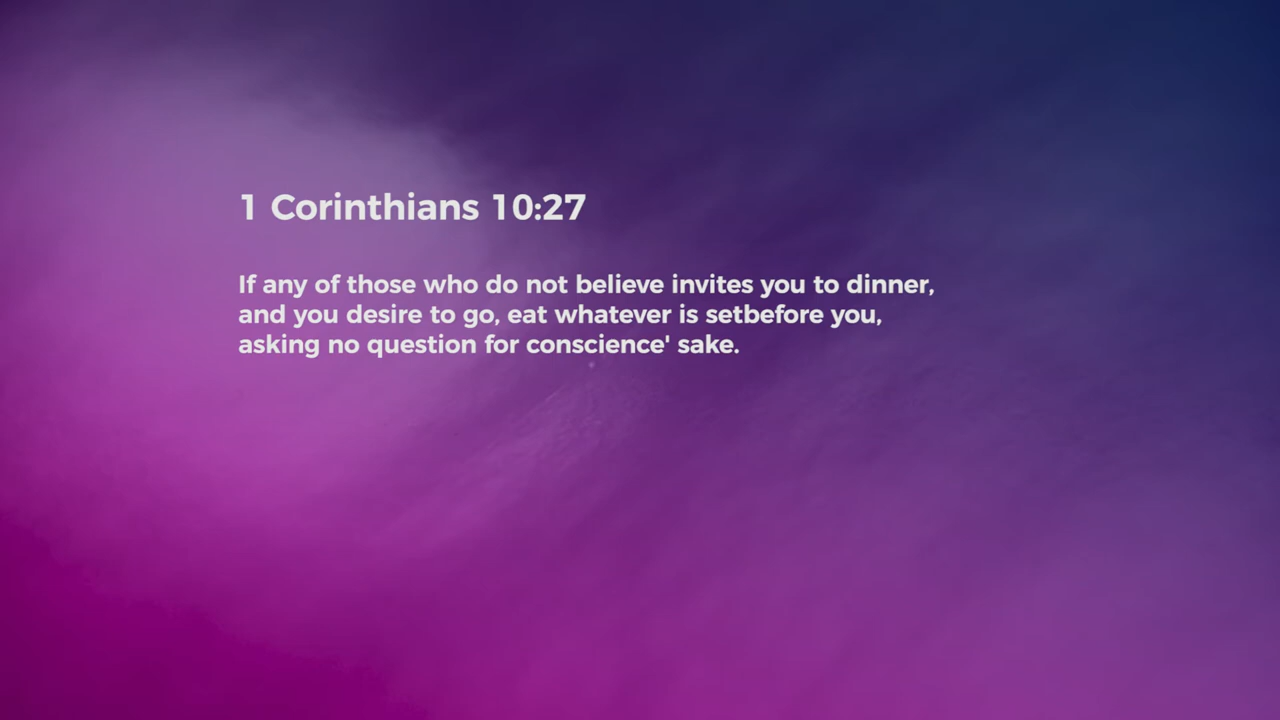 1 Corinthians 10:27
If any of those who do not believe invites you to dinner,
and you desire to go, eat whatever is setbefore you,
asking no question for conscience' sake.